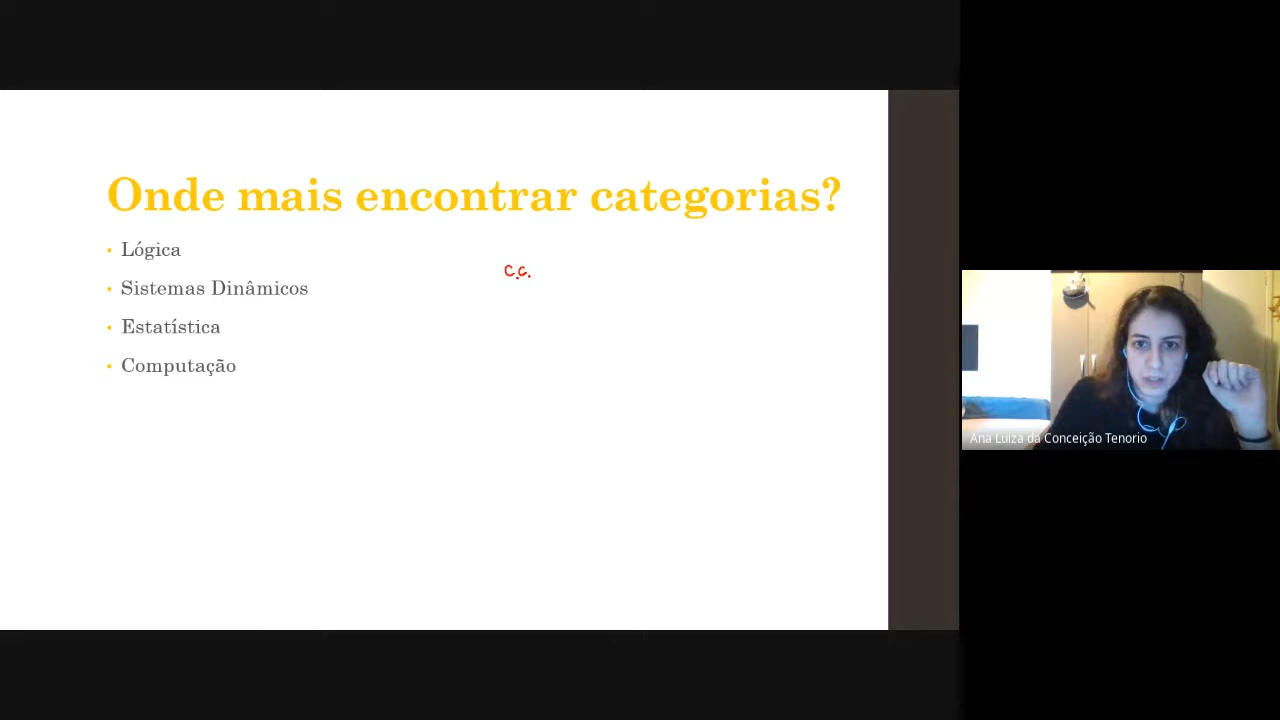 Onde mais encontrar categorias?
• Lógica
c.c.
• Sistemas Dinâmicos
• Estatística
• Computação
Ana Luiza da Conceição Tenorio